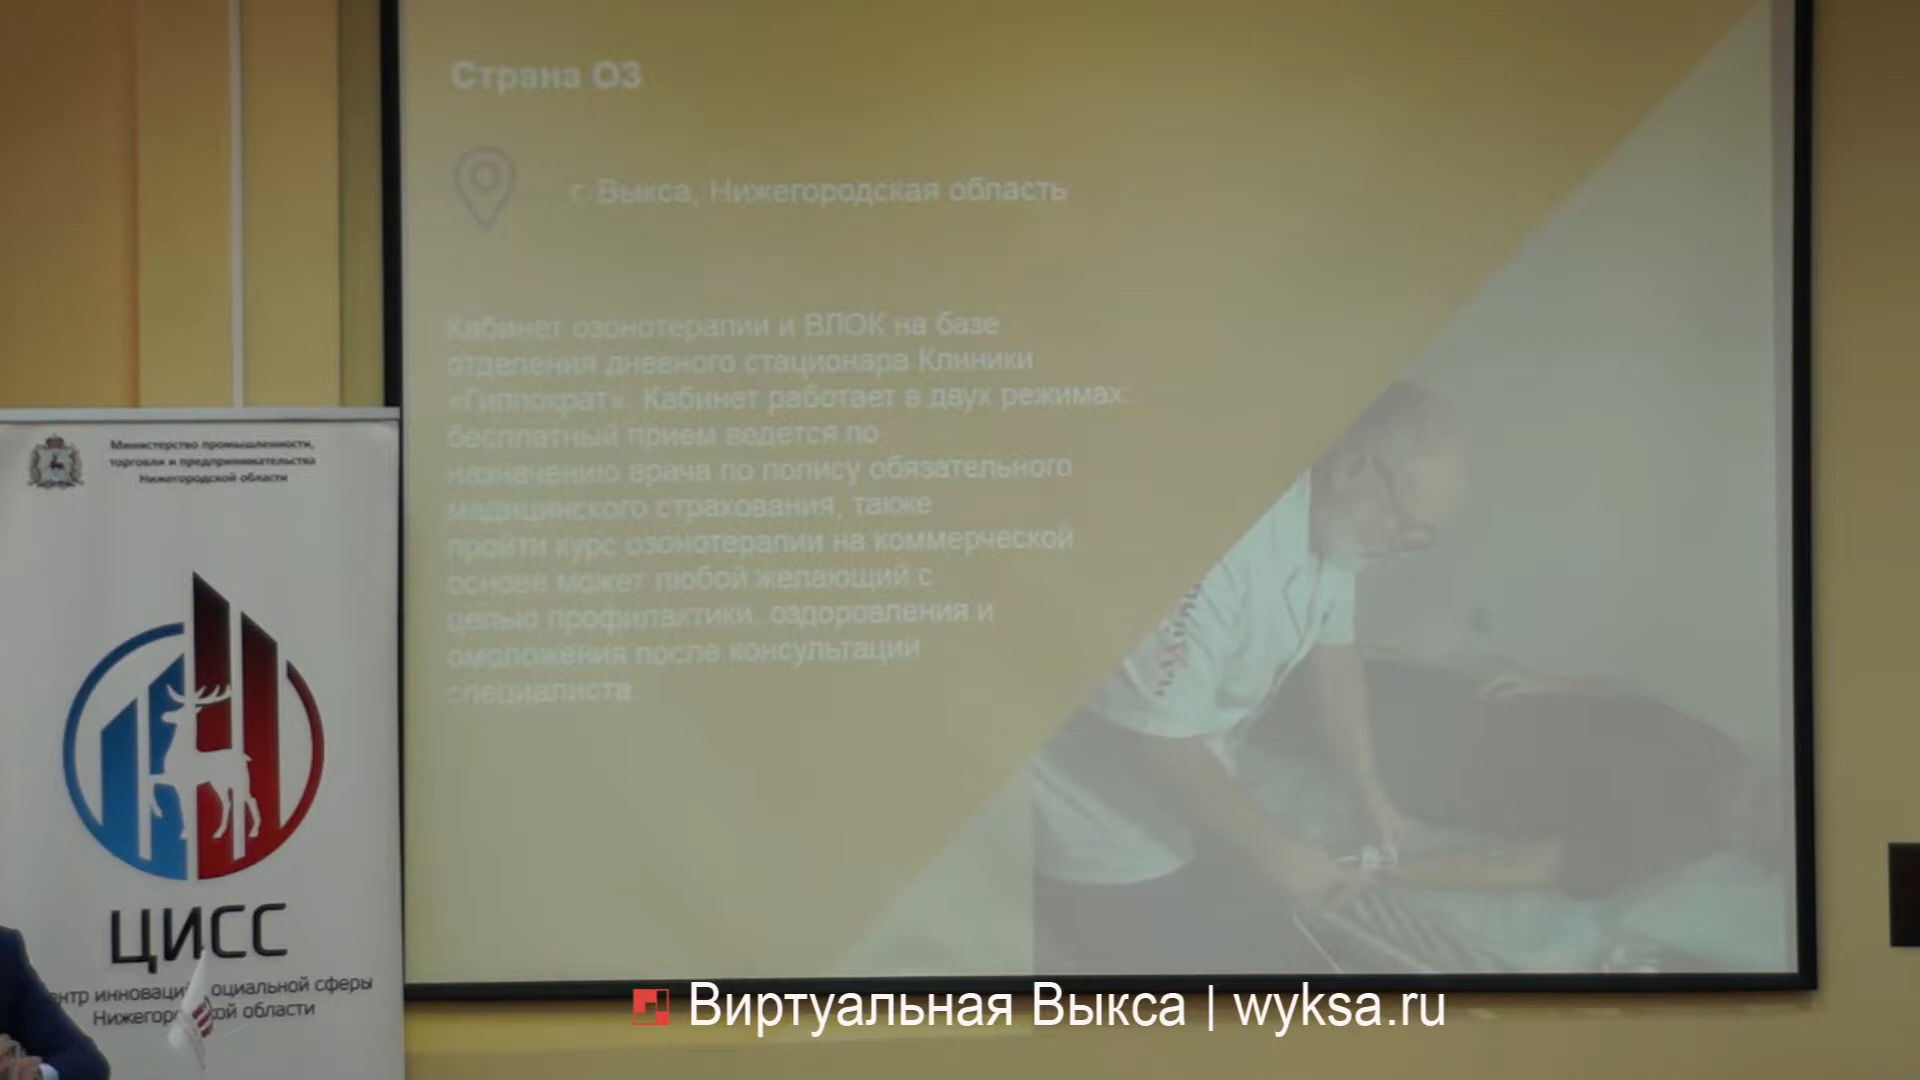 Страна О3
г. Выкса, Нижегородская область
Кабинет озонотерапии и ВЛОК на базе
отделения дневного стационара Клиники
«Гиппократ». Кабинет работает в двух режимах:
бесплатный прием ведется по
назначению врача по полису обязательного
медицинского страхования, также
пройти курс озонотерапии на коммерческой
основе может любой желающий с
целью профилактики, оздоровления и
омоложения после консультации
специалиста.
Министерство промышленности,
торговли и предпринимательства
Нижегородской области
ЦИСС
социальной сферы
области
Виртуальная Выкса | wyksa.ru